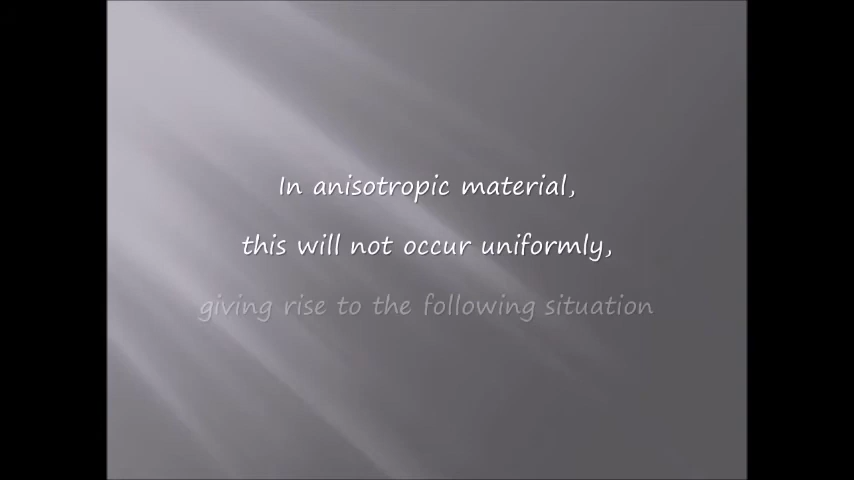 In anisotropic material,
this will not occur uniformly,
giving rise to the following situation